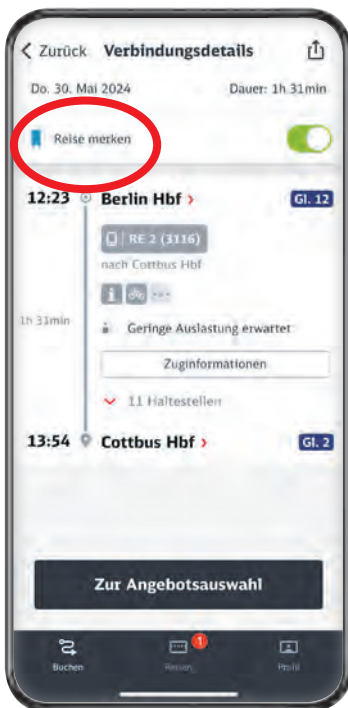 Zurück Verbindungsdetails
Do. 30. Mai 2024 Dauer: 1h 31min
Reise merken
12:23 Berlin Hbf Gl. 12
RE 2 (3116)
nach Cottbus Hbf
1h 31min
Geringe Auslastung erwartet
Zuginformationen
11 Haltestellen
13:54 Cottbus Hbf Gl. 2
Zur Angebotsauswahl
1
Buchen Reisen Profil